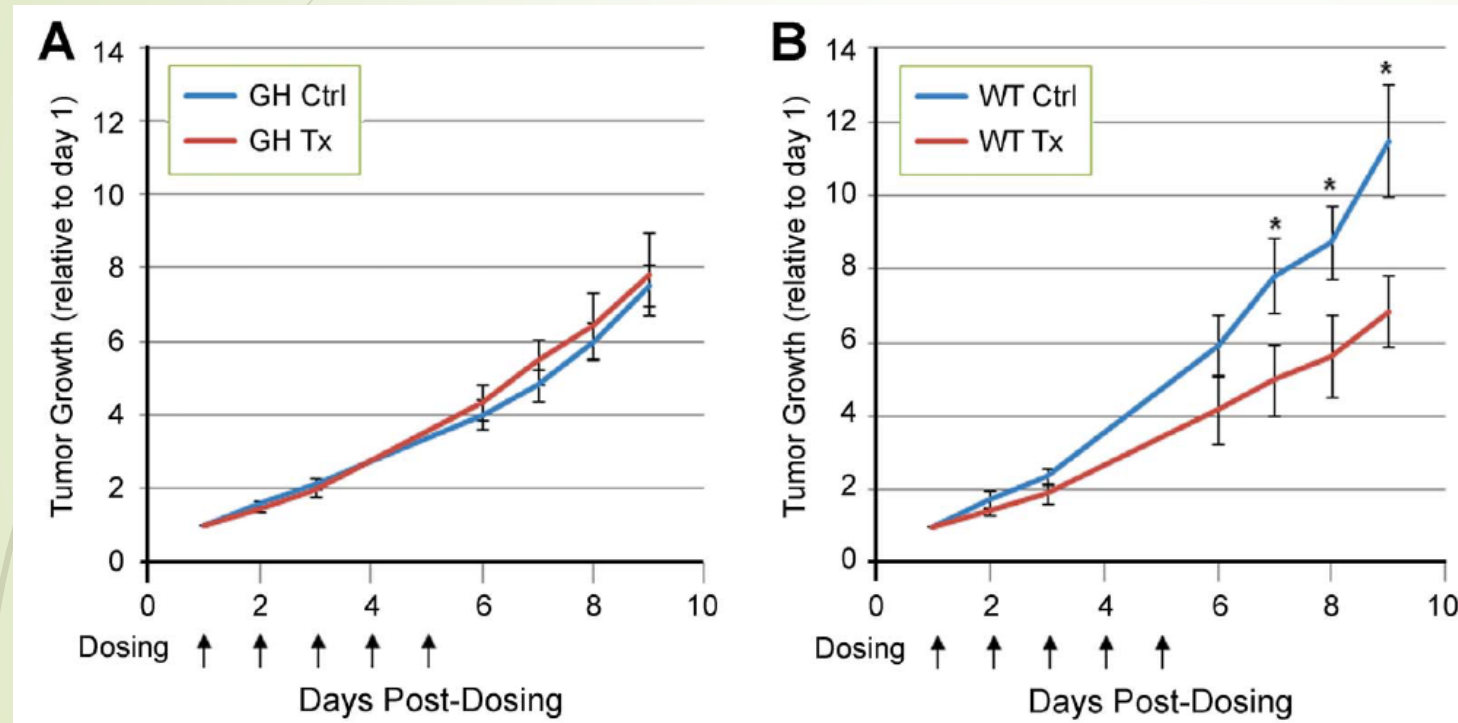 A
Tumor Growth (relative to day 1)
14
12
10
8
6
4
2
0
GH Ctrl
GH Tx
0 2 4 6 8 10
Dosing
Days Post-Dosing
B
Tumor Growth (relative to day 1)
14
12
10
8
6
4
2
0
WT Ctrl
WT Tx
*
*
*
0 2 4 6 8 10
Dosing
Days Post-Dosing